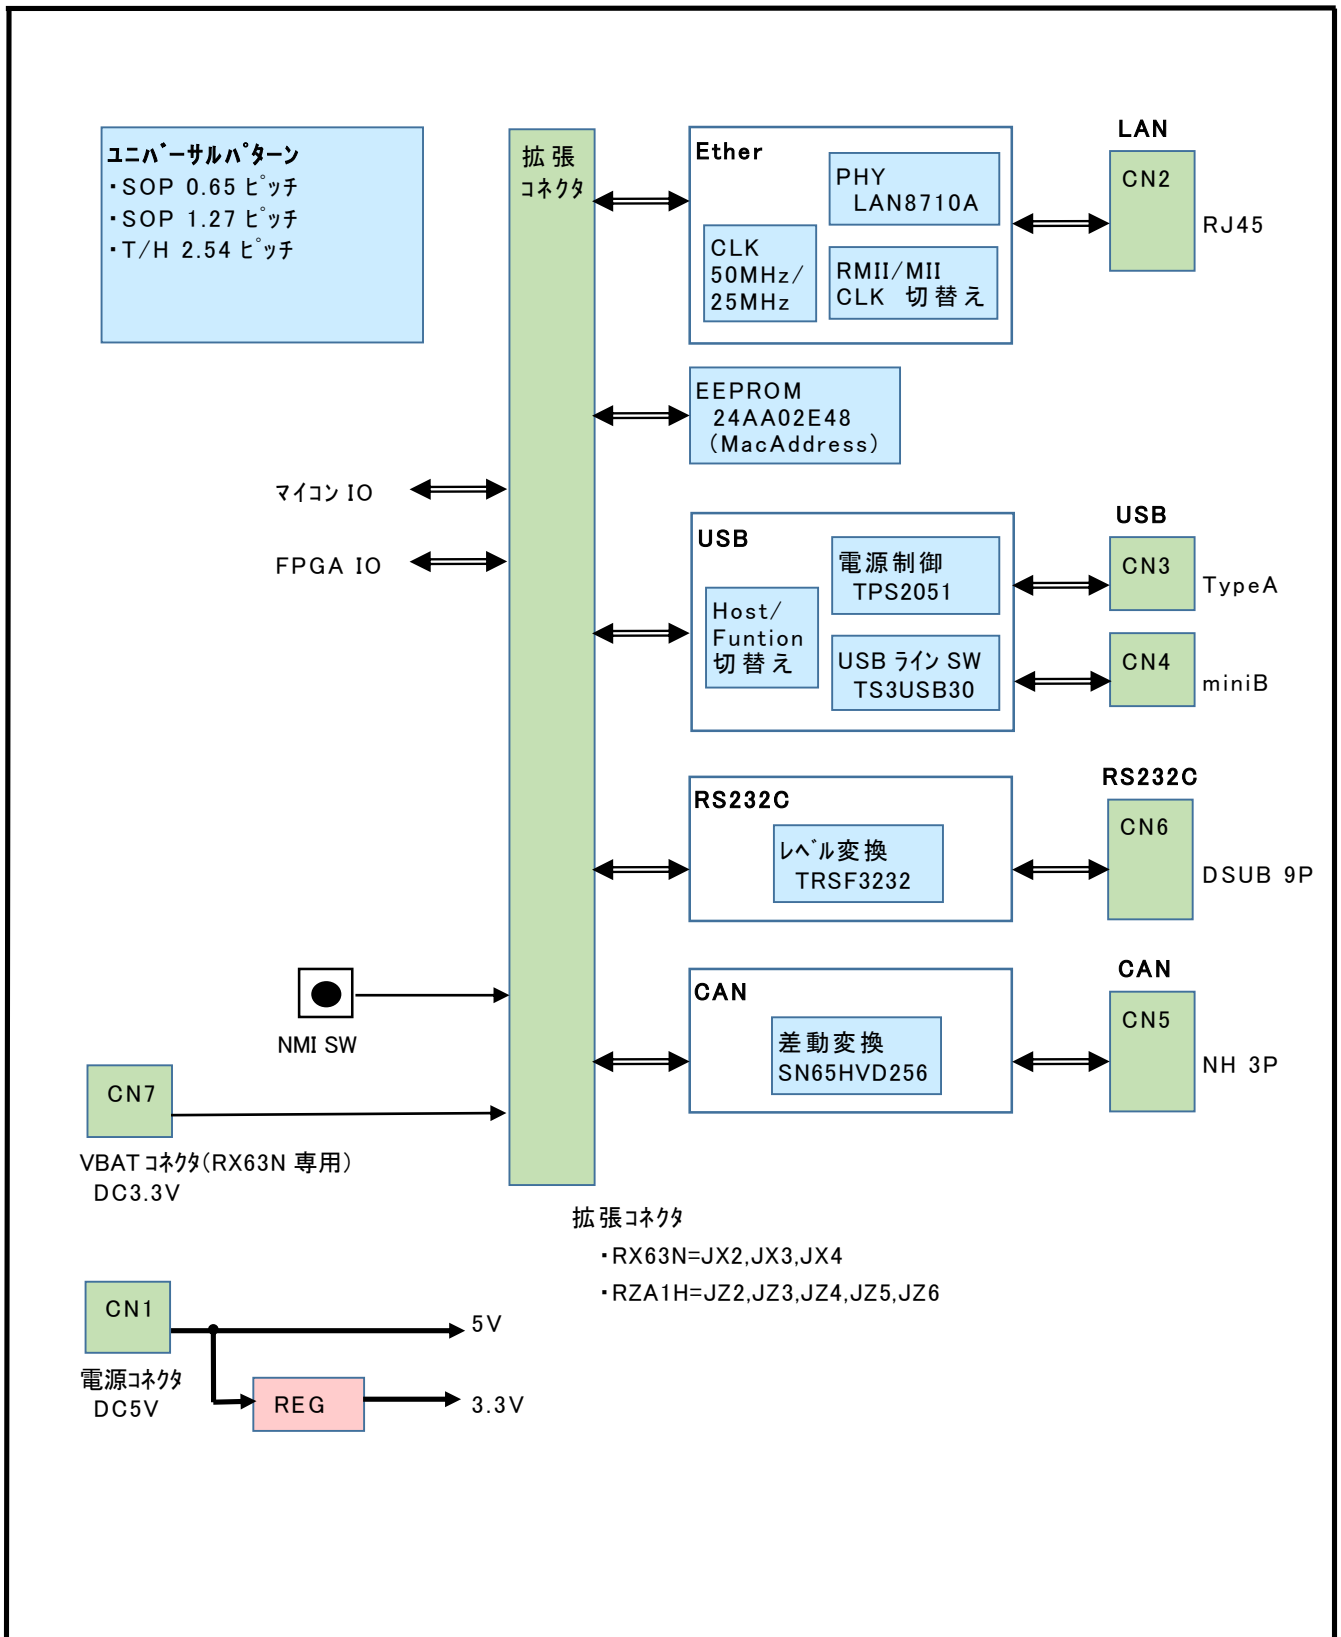 ユニバーサルパターン
・SOP 0.65 ピッチ
・SOP 1.27 ピッチ
・T/H 2.54 ピッチ
拡張
コネクタ
Ether
PHY
LAN8710A
CLK
50MHz/
25MHz
RMII/MII
CLK 切替え
LAN
CN2
RJ45
EEPROM
24AA02E48
(MacAddress)
マイコン IO
FPGA IO
USB
電源制御
TPS2051
Host/
Funtion
切替え
USB ライン SW
TS3USB30
USB
CN3
TypeA
CN4
miniB
RS232C
レベル変換
TRSF3232
RS232C
CN6
DSUB 9P
NMI SW
CAN
差動変換
SN65HVD256
CAN
CN5
NH 3P
CN7
VBAT コネクタ(RX63N 専用)
DC3.3V
拡張コネクタ
・RX63N=JX2,JX3,JX4
・RZA1H=JZ2,JZ3,JZ4,JZ5,JZ6
CN1
電源コネクタ
DC5V
5V
REG
3.3V